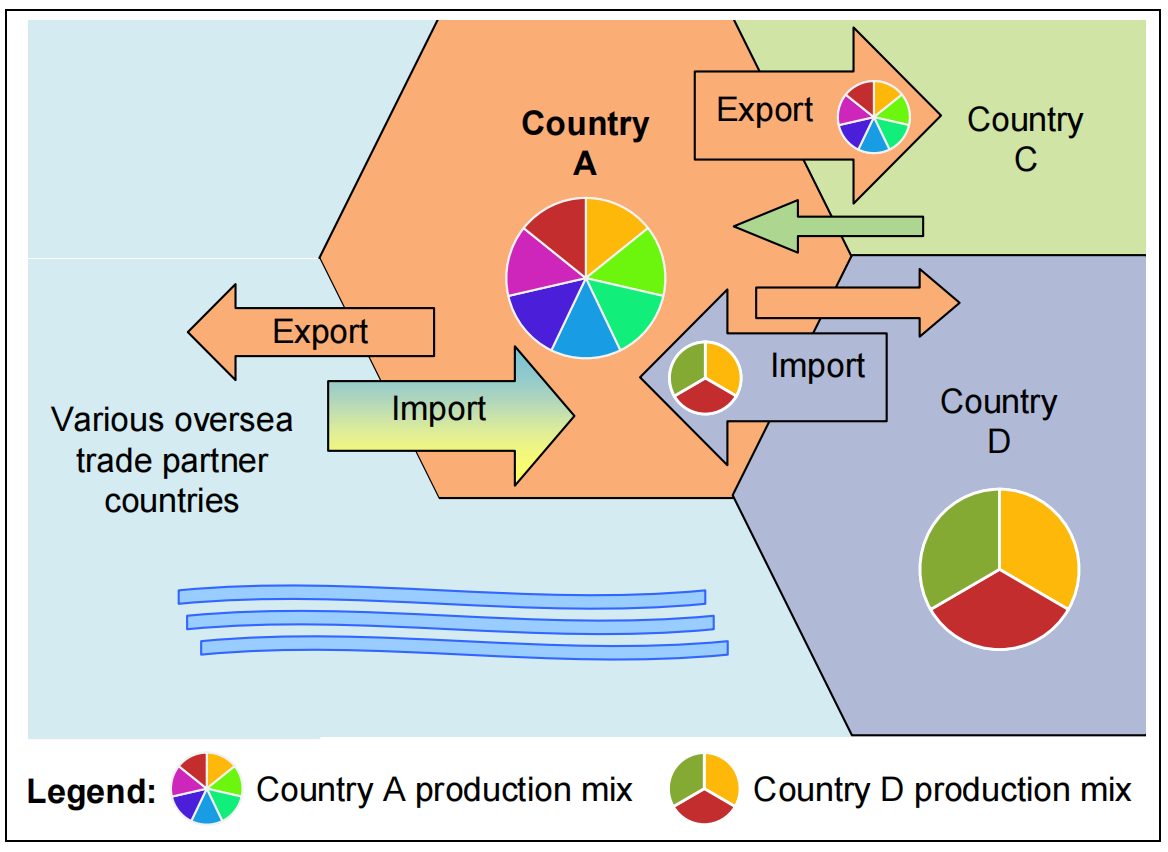 Country
A
Export
Country
C
Export
Import
Import
Various oversea
trade partner
countries
Country
D
Legend: Country A production mix Country D production mix